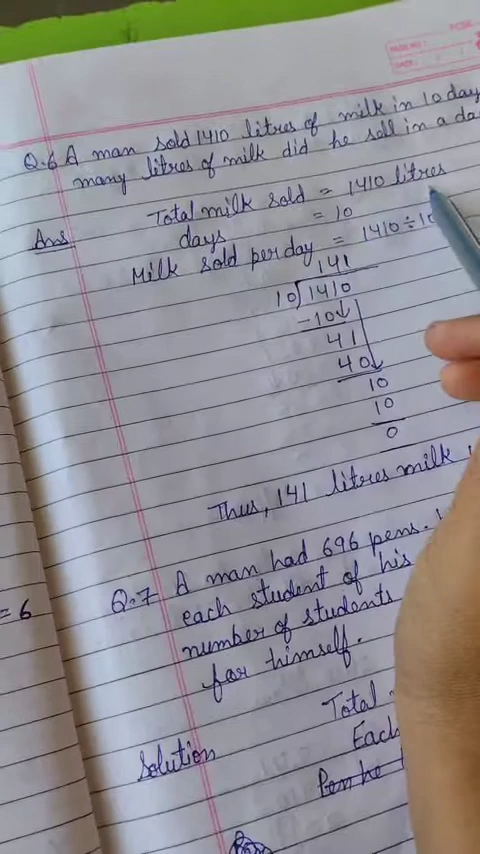 Q.6 A man sold 1410 litres of milk in 10 day
many litres of milk did he sell in a da
Ans Total milk sold = 1410 litres
days = 10
Milk sold per day = 1410 ÷ 10
141
10 1410
-10↓
41
40↓
10
10
0
Thus, 141 litres milk
= 6
Q.7 A man had 696 pens.
each student of his
number of students
for himself.
Solution Total
Each
Pen he